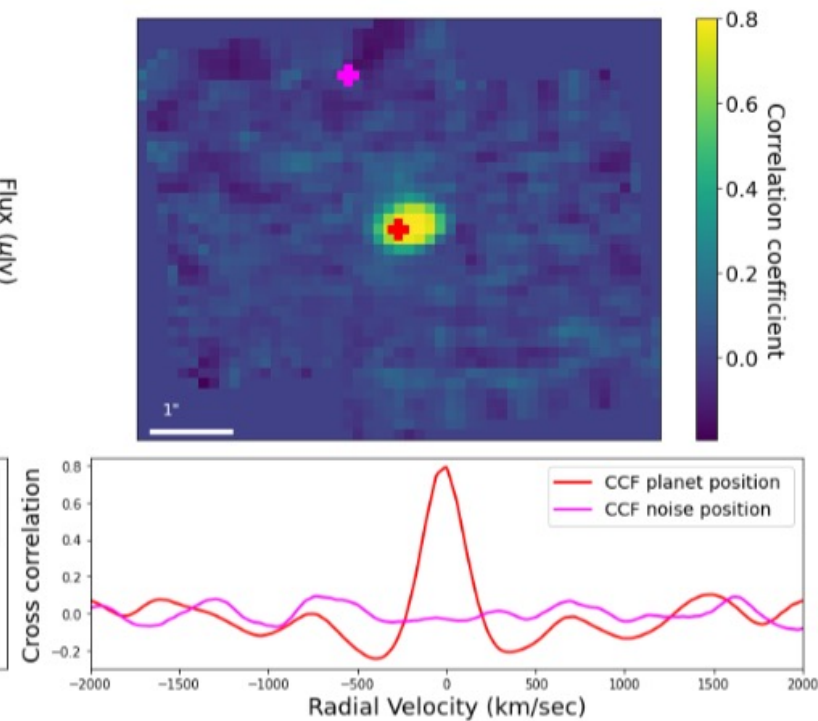 0.8
0.6
0.4
0.2
0.0
Correlation coefficient
Flux (μJy)
1"
0.8
0.6
0.4
0.2
0.0
−0.2
Cross correlation
CCF planet position
CCF noise position
−2000 −1500 −1000 −500 0 500 1000 1500 2000
Radial Velocity (km/sec)